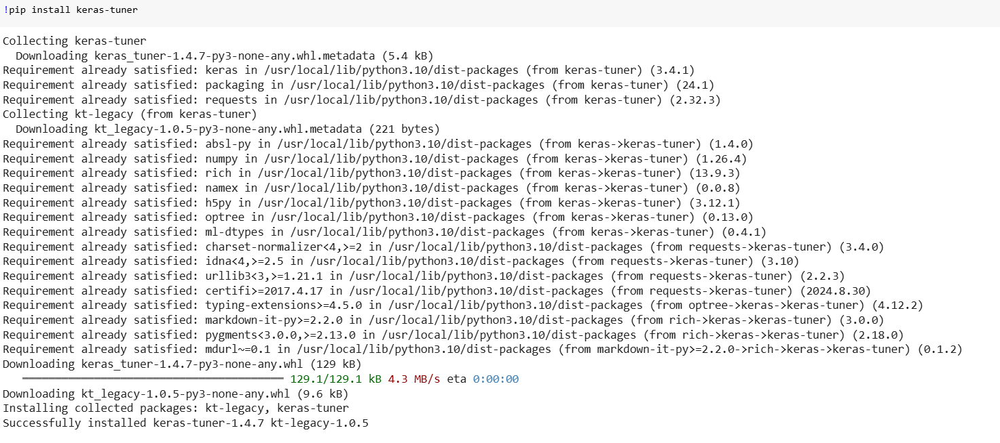 !pip install keras-tuner
Collecting keras-tuner
  Downloading keras_tuner-1.4.7-py3-none-any.whl.metadata (5.4 kB)
Requirement already satisfied: keras in /usr/local/lib/python3.10/dist-packages (from keras-tuner) (3.4.1)
Requirement already satisfied: packaging in /usr/local/lib/python3.10/dist-packages (from keras-tuner) (24.1)
Requirement already satisfied: requests in /usr/local/lib/python3.10/dist-packages (from keras-tuner) (2.32.3)
Collecting kt-legacy (from keras-tuner)
  Downloading kt_legacy-1.0.5-py3-none-any.whl.metadata (221 bytes)
Requirement already satisfied: absl-py in /usr/local/lib/python3.10/dist-packages (from keras->keras-tuner) (1.4.0)
Requirement already satisfied: numpy in /usr/local/lib/python3.10/dist-packages (from keras->keras-tuner) (1.26.4)
Requirement already satisfied: rich in /usr/local/lib/python3.10/dist-packages (from keras->keras-tuner) (13.9.3)
Requirement already satisfied: namex in /usr/local/lib/python3.10/dist-packages (from keras->keras-tuner) (0.0.8)
Requirement already satisfied: h5py in /usr/local/lib/python3.10/dist-packages (from keras->keras-tuner) (3.12.1)
Requirement already satisfied: optree in /usr/local/lib/python3.10/dist-packages (from keras->keras-tuner) (0.13.0)
Requirement already satisfied: ml-dtypes in /usr/local/lib/python3.10/dist-packages (from keras->keras-tuner) (0.4.1)
Requirement already satisfied: charset-normalizer<4,>=2 in /usr/local/lib/python3.10/dist-packages (from requests->keras-tuner) (3.4.0)
Requirement already satisfied: idna<4,>=2.5 in /usr/local/lib/python3.10/dist-packages (from requests->keras-tuner) (3.10)
Requirement already satisfied: urllib3<3,>=1.21.1 in /usr/local/lib/python3.10/dist-packages (from requests->keras-tuner) (2.2.3)
Requirement already satisfied: certifi>=2017.4.17 in /usr/local/lib/python3.10/dist-packages (from requests->keras-tuner) (2024.8.30)
Requirement already satisfied: typing-extensions>=4.5.0 in /usr/local/lib/python3.10/dist-packages (from optree->keras->keras-tuner) (4.12.2)
Requirement already satisfied: markdown-it-py>=2.2.0 in /usr/local/lib/python3.10/dist-packages (from rich->keras->keras-tuner) (3.0.0)
Requirement already satisfied: pygments<3.0.0,>=2.13.0 in /usr/local/lib/python3.10/dist-packages (from rich->keras->keras-tuner) (2.18.0)
Requirement already satisfied: mdurl~=0.1 in /usr/local/lib/python3.10/dist-packages (from markdown-it-py>=2.2.0->rich->keras->keras-tuner) (0.1.2)
Downloading keras_tuner-1.4.7-py3-none-any.whl (129 kB)
129.1/129.1 kB 4.3 MB/s eta 0:00:00
Downloading kt_legacy-1.0.5-py3-none-any.whl (9.6 kB)
Installing collected packages: kt-legacy, keras-tuner
Successfully installed keras-tuner-1.4.7 kt-legacy-1.0.5